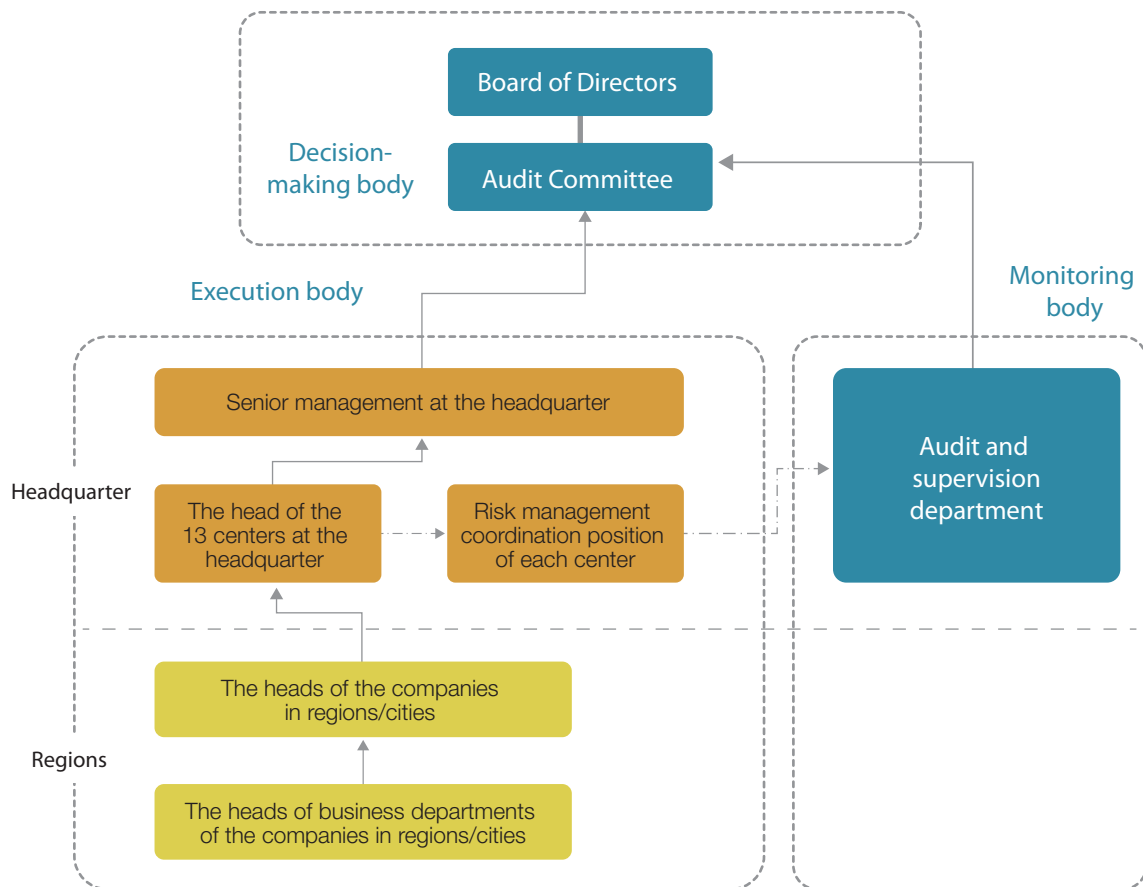 Board of Directors
Decision-
making body
Audit Committee
Execution body
Monitoring
body
Senior management at the headquarter
Headquarter
The head of the
13 centers at the
headquarter
Risk management
coordination position
of each center
Audit and
supervision
department
The heads of the companies
in regions/cities
Regions
The heads of business departments
of the companies in regions/cities